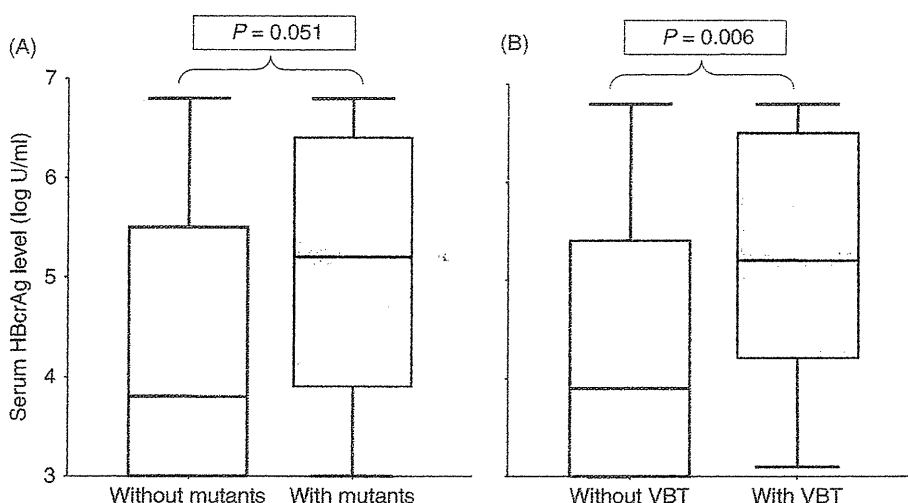 (A)
P = 0.051
(B)
P = 0.006
Serum HBcrAg level (log U/ml)
7
6
5
4
3
Without mutants
With mutants
Without VBT
With VBT